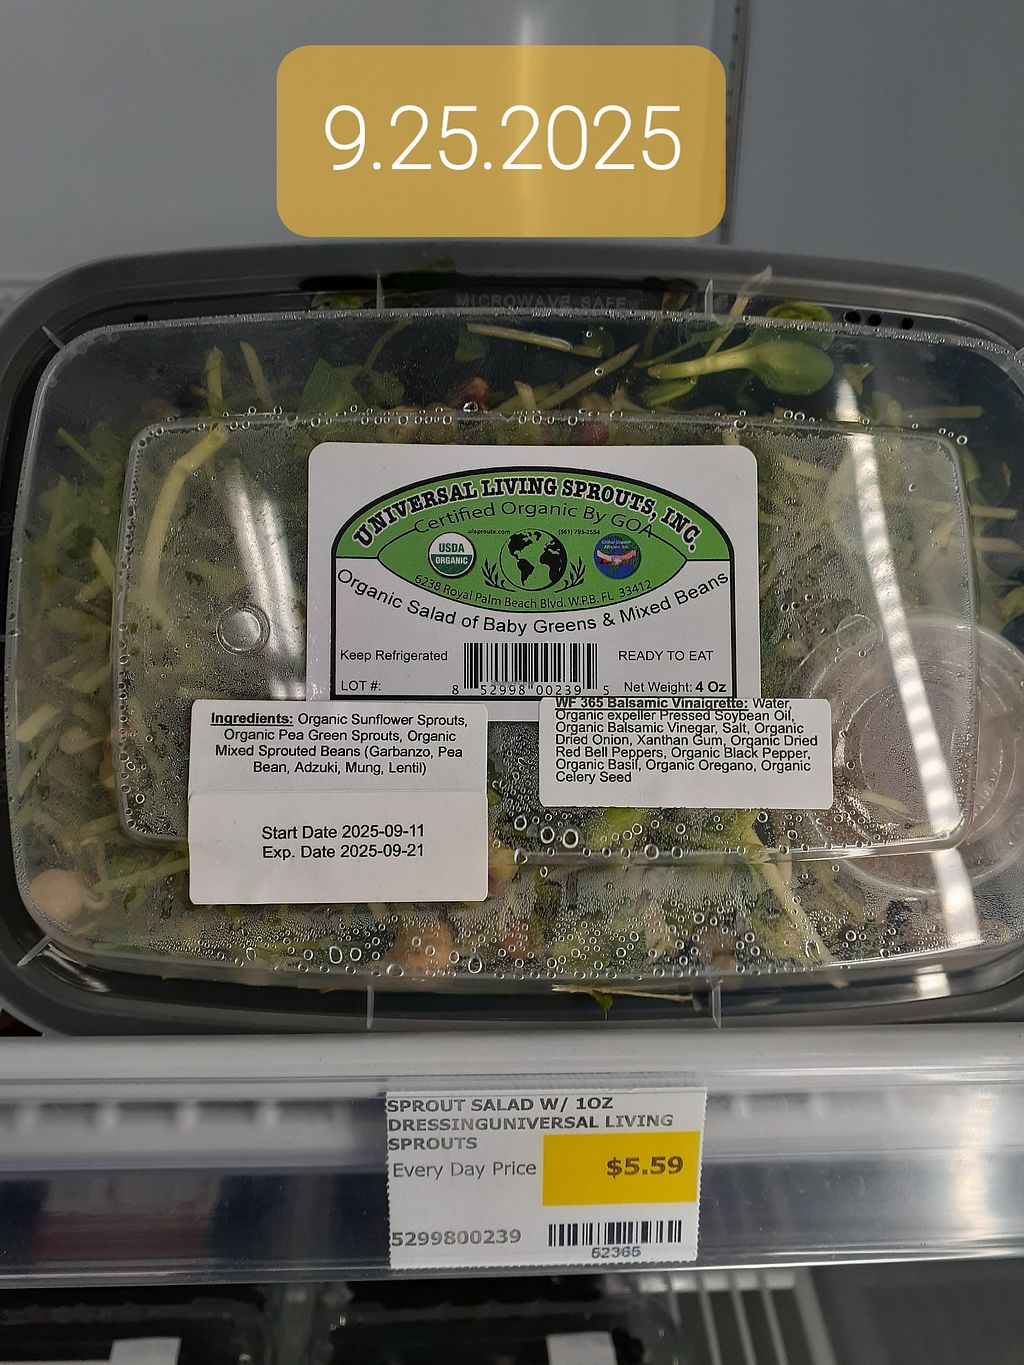 9.25.2025
MICROWAVE SAFE
UNIVERSAL LIVING SPROUTS, INC.
Certified Organic By GOA
ulsprouts.com
(561) 795-2554
USDA
ORGANIC
6238 Royal Palm Beach Blvd. W.P.B. FL 33412
Organic Salad of Baby Greens & Mixed Beans
Keep Refrigerated
READY TO EAT
LOT #:
8 52998 00239 5
Net Weight: 4 Oz
Ingredients: Organic Sunflower Sprouts,
Organic Pea Green Sprouts, Organic
Mixed Sprouted Beans (Garbanzo, Pea
Bean, Adzuki, Mung, Lentil)
Start Date 2025-09-11
Exp. Date 2025-09-21
WF 365 Balsamic Vinaigrette: Water,
Organic expeller Pressed Soybean Oil,
Organic Balsamic Vinegar, Salt, Organic
Dried Onion, Xanthan Gum, Organic Dried
Red Bell Peppers, Organic Black Pepper,
Organic Basil, Organic Oregano, Organic
Celery Seed
SPROUT SALAD W/ 1OZ
DRESSINGUNIVERSAL LIVING
SPROUTS
Every Day Price
$5.59
5299800239
52365